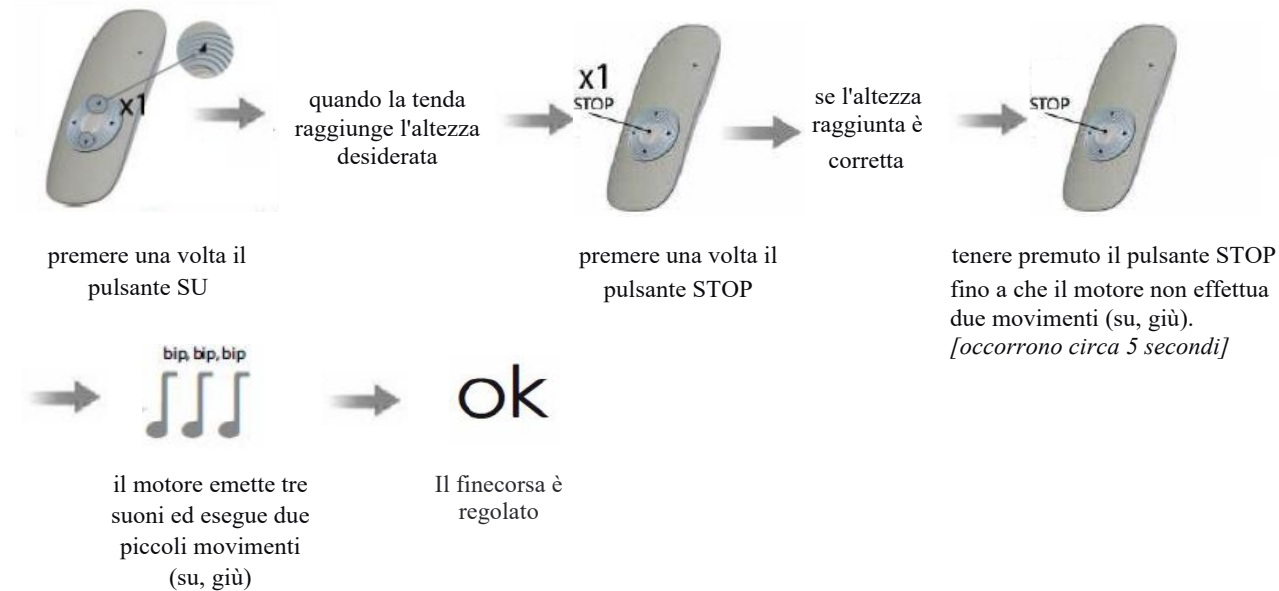 x1
quando la tenda
raggiunge l'altezza
desiderata
x1
STOP
se l'altezza
raggiunta è
corretta
STOP
premere una volta il
pulsante SU
premere una volta il
pulsante STOP
tenere premuto il pulsante STOP
fino a che il motore non effettua
due movimenti (su, giù).
[occorrono circa 5 secondi]
bip, bip, bip
ok
il motore emette tre
suoni ed esegue due
piccoli movimenti
(su, giù)
Il finecorsa è
regolato